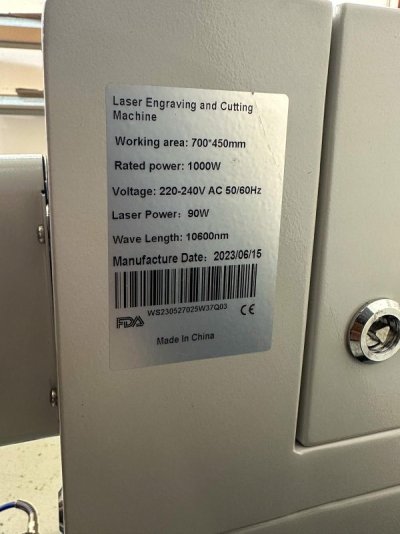 Laser Engraving and Cutting
Machine
Working area: 700*450mm
Rated power: 1000W
Voltage: 220-240V AC 50/60Hz
Laser Power: 90W
Wave Length: 10600nm
Manufacture Date: 2023/06/15
WS230527025W37Q03
FDA CE
Made In China